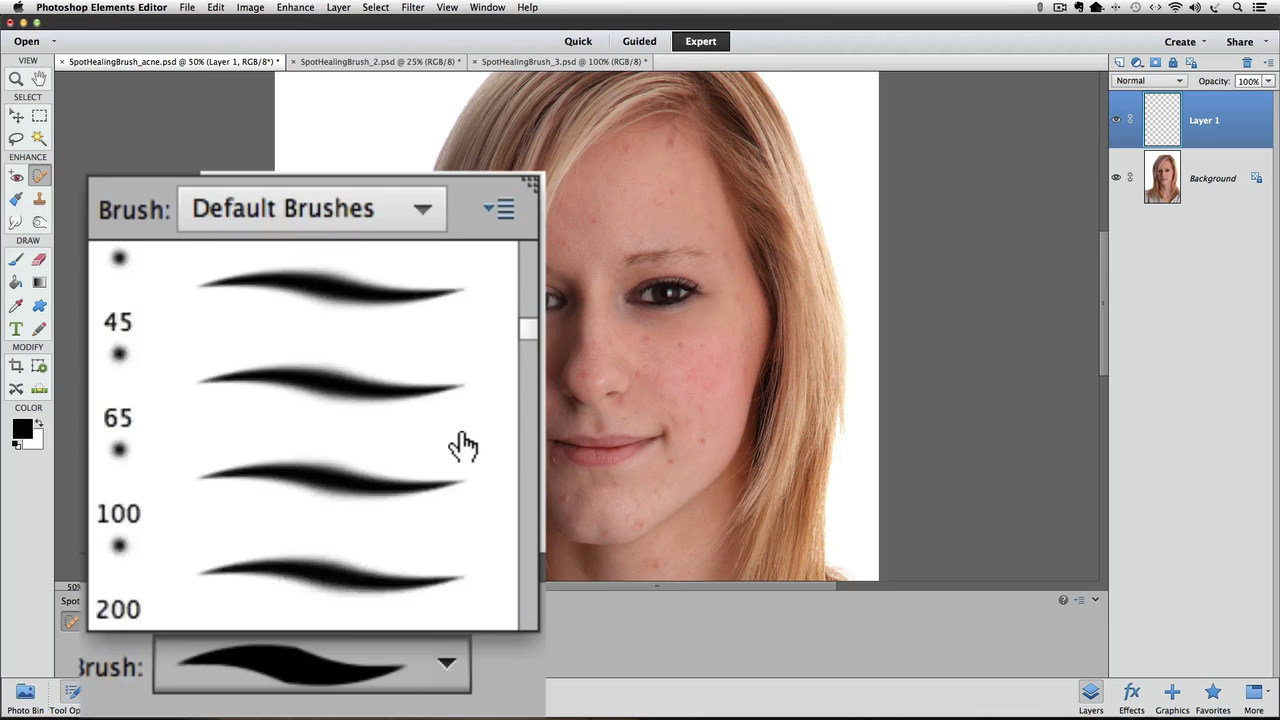 Photoshop Elements Editor File Edit Image Enhance Layer Select Filter View Window Help
Open Quick Guided Expert Create Share
VIEW
× SpotHealingBrush_acne.psd @ 50% (Layer 1, RGB/8*) * × SpotHealingBrush_2.psd @ 25% (RGB/8*) * × SpotHealingBrush_3.psd @ 100% (RGB/8) *
Normal Opacity: 100%
SELECT
Layer 1
ENHANCE
Background
Brush: Default Brushes
DRAW
45
T
MODIFY
65
COLOR
100
200
50%
Spot
Brush:
Photo Bin Tool Op Layers Effects Graphics Favorites More